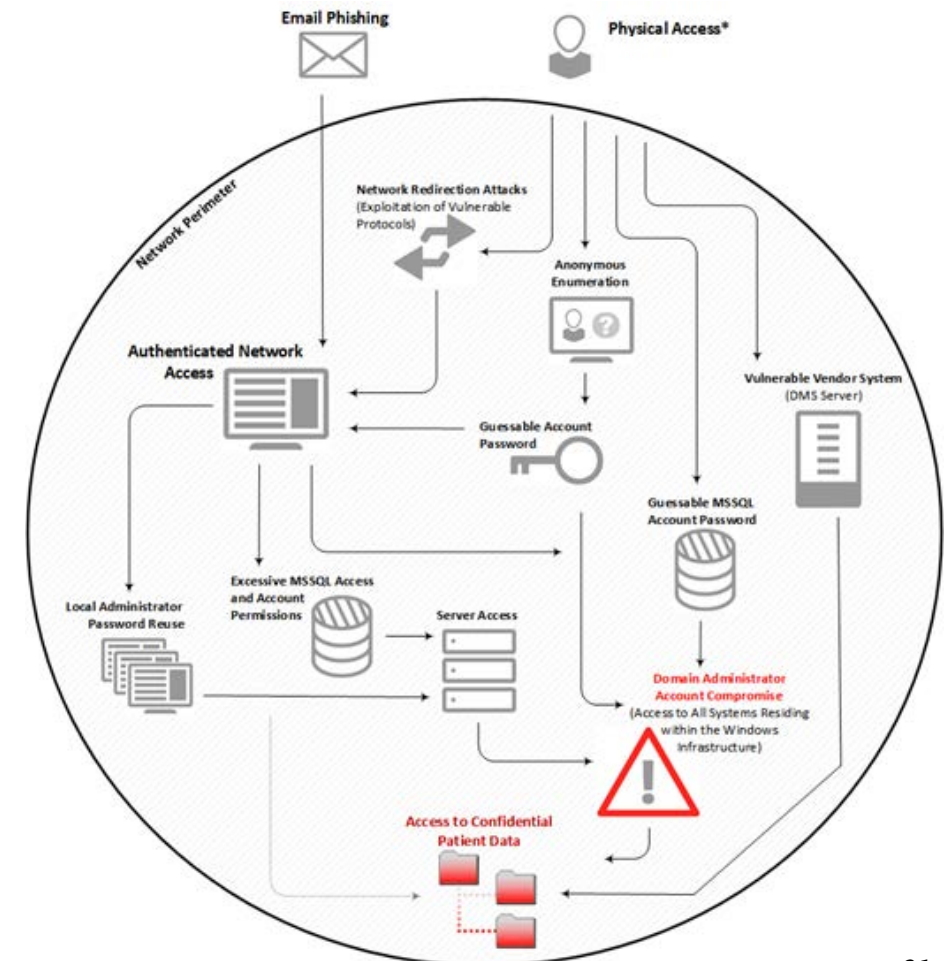 Email Phishing
Physical Access*
Network Perimeter
Network Redirection Attacks
(Exploitation of Vulnerable
Protocols)
Anonymous
Enumeration
?
Authenticated Network
Access
Vulnerable Vendor System
(DMS Server)
Guessable Account
Password
Guessable MSSQL
Account Password
Excessive MSSQL Access
and Account
Permissions
Local Administrator
Password Reuse
Server Access
Domain Administrator
Account Compromise
(Access to All Systems Residing
within the Windows
Infrastructure)
!
Access to Confidential
Patient Data